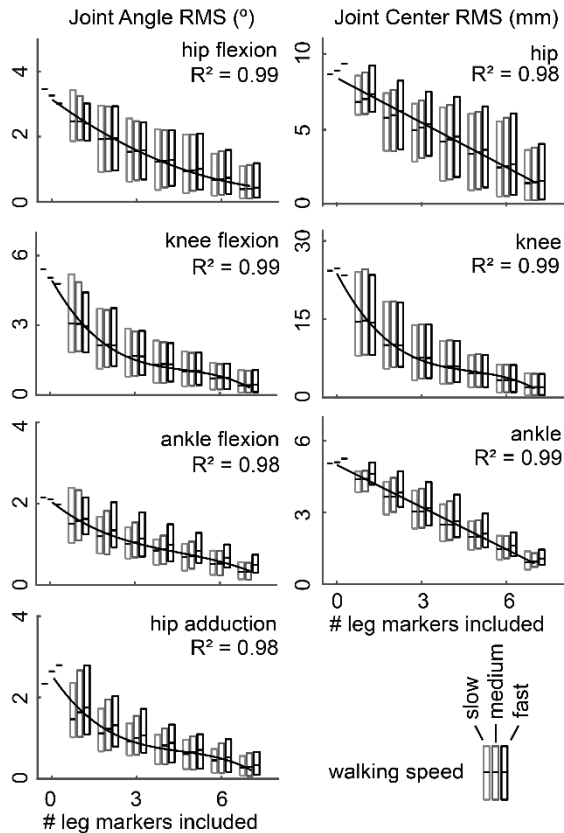 Joint Angle RMS (º)
Joint Center RMS (mm)
hip flexion
R² = 0.99
4
2
0
hip
R² = 0.98
10
5
0
knee flexion
R² = 0.99
6
3
0
knee
R² = 0.99
30
15
0
ankle flexion
R² = 0.98
4
2
0
ankle
R² = 0.99
6
3
0
0 3 6
# leg markers included
hip adduction
R² = 0.98
4
2
0
0 3 6
# leg markers included
slow
medium
fast
walking speed